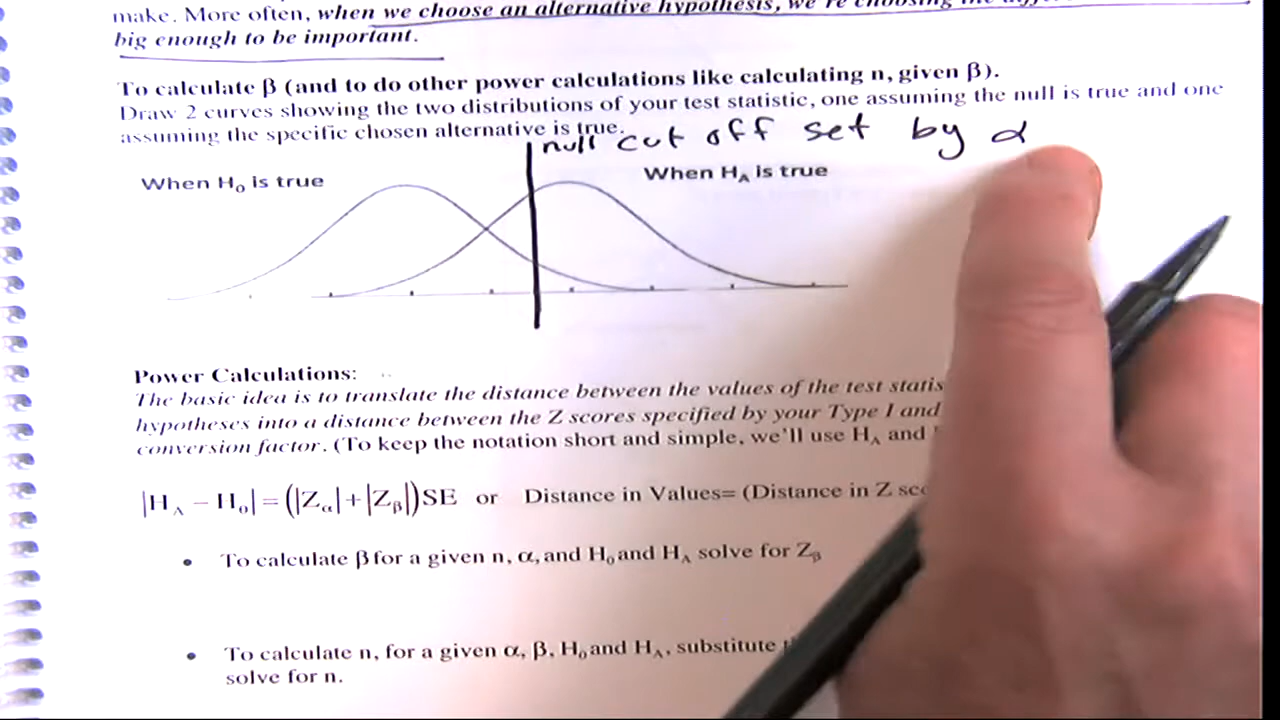 make. More often, when we choose an alternative hypothesis, we're choosing the
big enough to be important.
To calculate β (and to do other power calculations like calculating n, given β).
Draw 2 curves showing the two distributions of your test statistic, one assuming the null is true and one
assuming the specific chosen alternative is true.
null cut off set by α
When H₀ is true
When Hₐ is true
Power Calculations:
The basic idea is to translate the distance between the values of the test
hypotheses into a distance between the Z scores specified by your Type I and
conversion factor. (To keep the notation short and simple, we'll use Hₐ and
|Hₐ − H₀| = (|Zα| + |Zβ|)SE or Distance in Values= (Distance in Z
• To calculate β for a given n, α, and H₀ and Hₐ solve for Zβ
• To calculate n, for a given α, β, H₀ and Hₐ, substitute
solve for n.